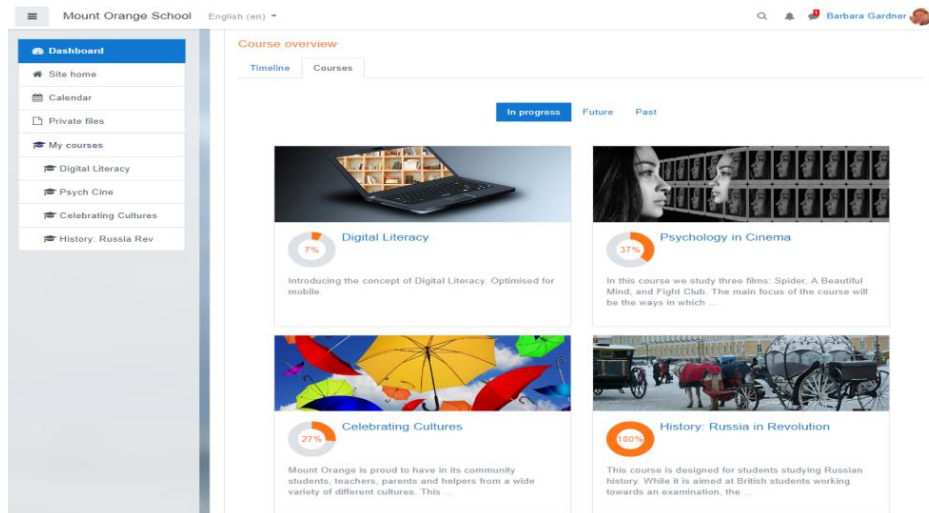 Mount Orange School English (en)
1 Barbara Gardner
Dashboard
Site home
Calendar
Private files
My courses
Digital Literacy
Psych Cine
Celebrating Cultures
History: Russia Rev
Course overview
Timeline Courses
In progress Future Past
7%
Digital Literacy
Introducing the concept of Digital Literacy. Optimised for
mobile.
37%
Psychology in Cinema
In this course we study three films: Spider, A Beautiful
Mind, and Fight Club. The main focus of the course will
be the ways in which ...
27%
Celebrating Cultures
Mount Orange is proud to have in its community
students, teachers, parents and helpers from a wide
variety of different cultures. This ...
100%
History: Russia in Revolution
This course is designed for students studying Russian
history. While it is aimed at British students working
towards an examination, the ...